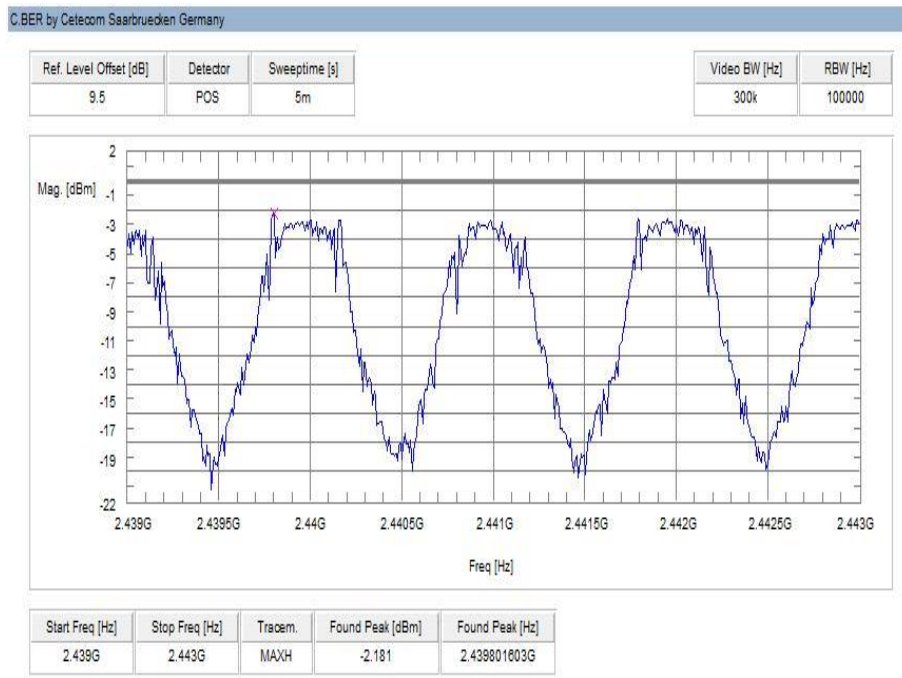 C.BER by Cetecom Saarbruecken Germany
Ref. Level Offset [dB] Detector Sweeptime [s] Video BW [Hz] RBW [Hz]
9.5 POS 5m 300k 100000
2
Mag. [dBm] -1
-3
-5
-7
-9
-11
-13
-15
-17
-19
-22
2.439G 2.4395G 2.44G 2.4405G 2.441G 2.4415G 2.442G 2.4425G 2.443G
Freq [Hz]
Start Freq [Hz] Stop Freq [Hz] Tracem. Found Peak [dBm] Found Peak [Hz]
2.439G 2.443G MAXH -2.181 2.439801603G